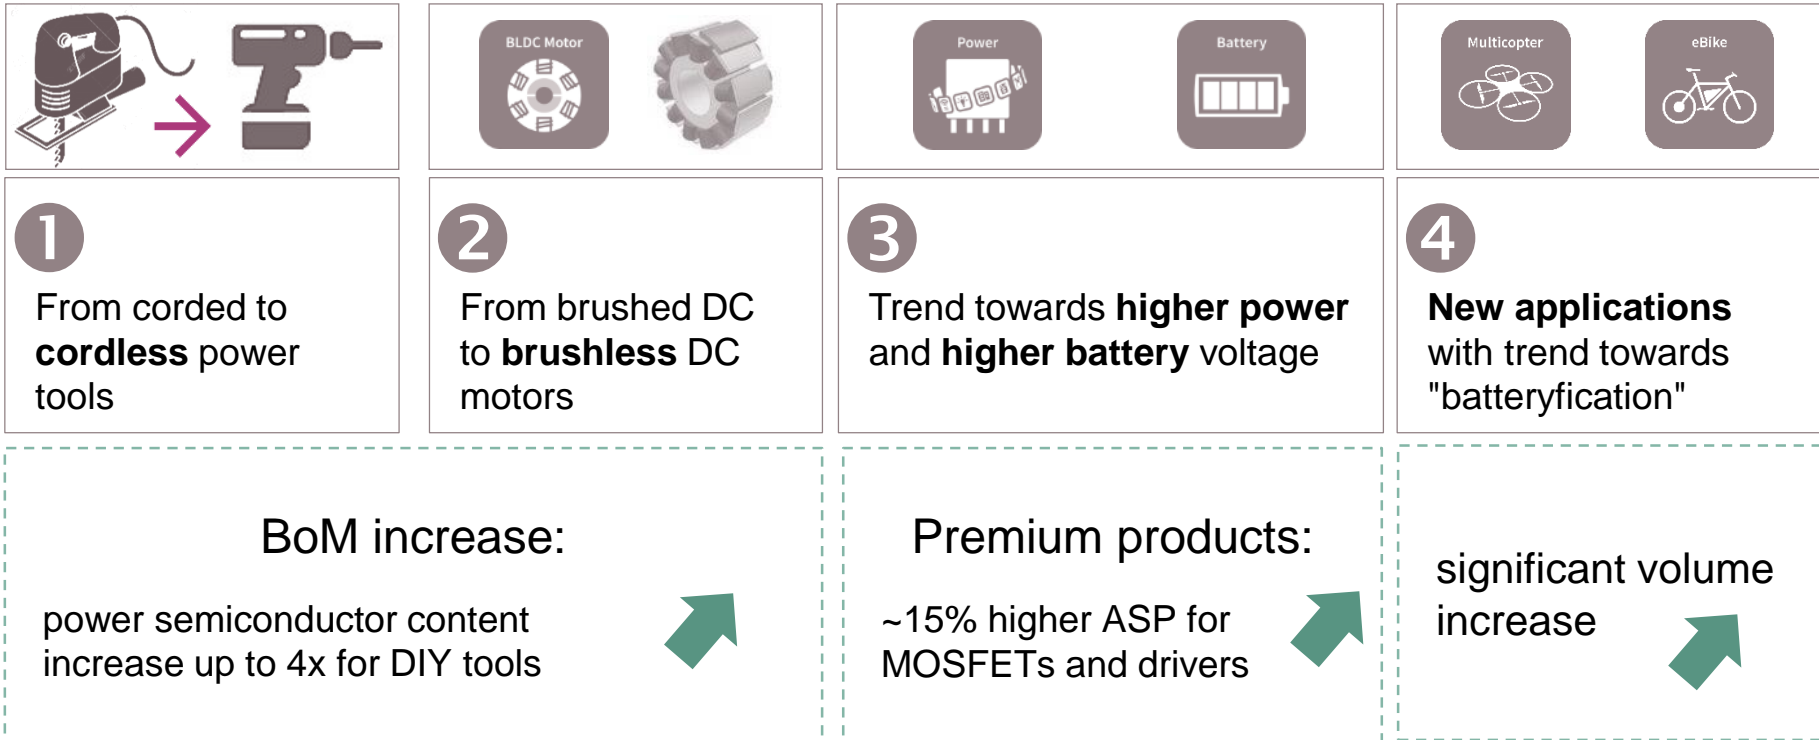 BLDC Motor
Power
Battery
Multicopter
eBike
1
From corded to
cordless power
tools
2
From brushed DC
to brushless DC
motors
3
Trend towards higher power
and higher battery voltage
4
New applications
with trend towards
"batteryfication"
BoM increase:
power semiconductor content
increase up to 4x for DIY tools
Premium products:
~15% higher ASP for
MOSFETs and drivers
significant volume
increase